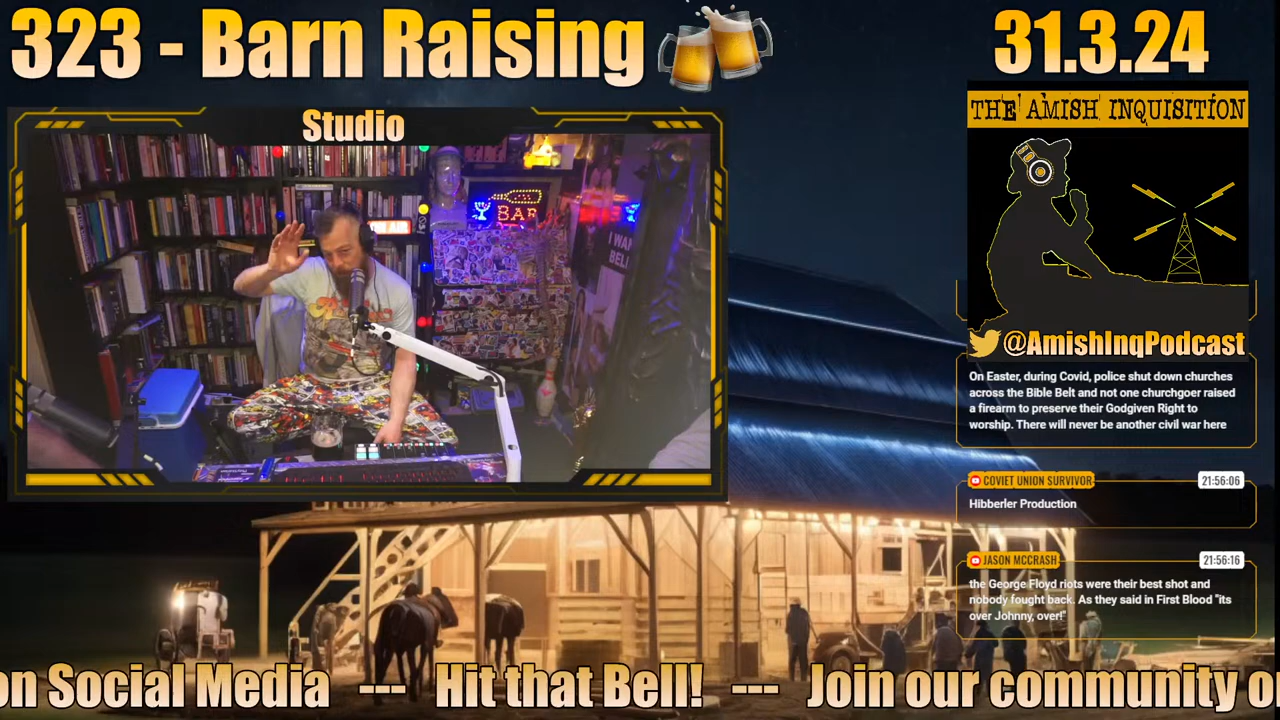 323 - Barn Raising
31.3.24
Studio
THE AMISH INQUISITION
BAR
ON AIR
I WAN
BELI
@AmishInqPodcast
On Easter, during Covid, police shut down churches
across the Bible Belt and not one churchgoer raised
a firearm to preserve their Godgiven Right to
worship. There will never be another civil war here
COVIET UNION SURVIVOR 21:56:06
Hibberler Production
JASON MCCRASH 21:56:16
the George Floyd riots were their best shot and
nobody fought back. As they said in First Blood "its
over Johnny, over!"
on Social Media --- Hit that Bell! --- Join our community o